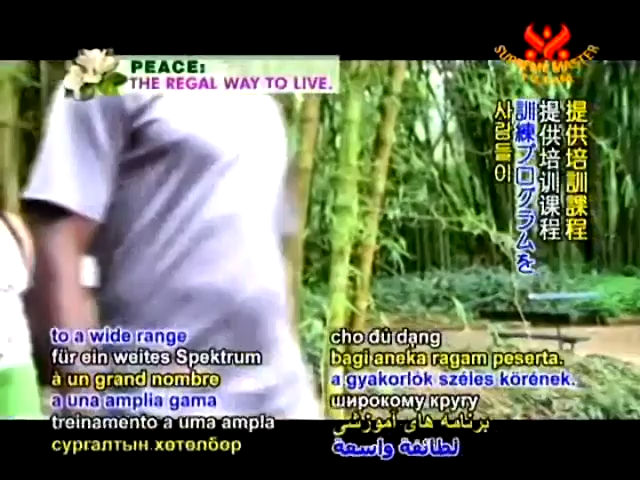 PEACE:
THE REGAL WAY TO LIVE.
SUPREME MASTER
提供培訓課程
提供培训课程
訓練プログラムを
사람들이
to a wide range
für ein weites Spektrum
à un grand nombre
a una amplia gama
treinamento a uma ampla
сургалтын хөтөлбөр
cho đủ dạng
bagi aneka ragam peserta.
a gyakorlók széles körének.
широкому кругу
برنامه های آموزشی
لطائفة واسعة